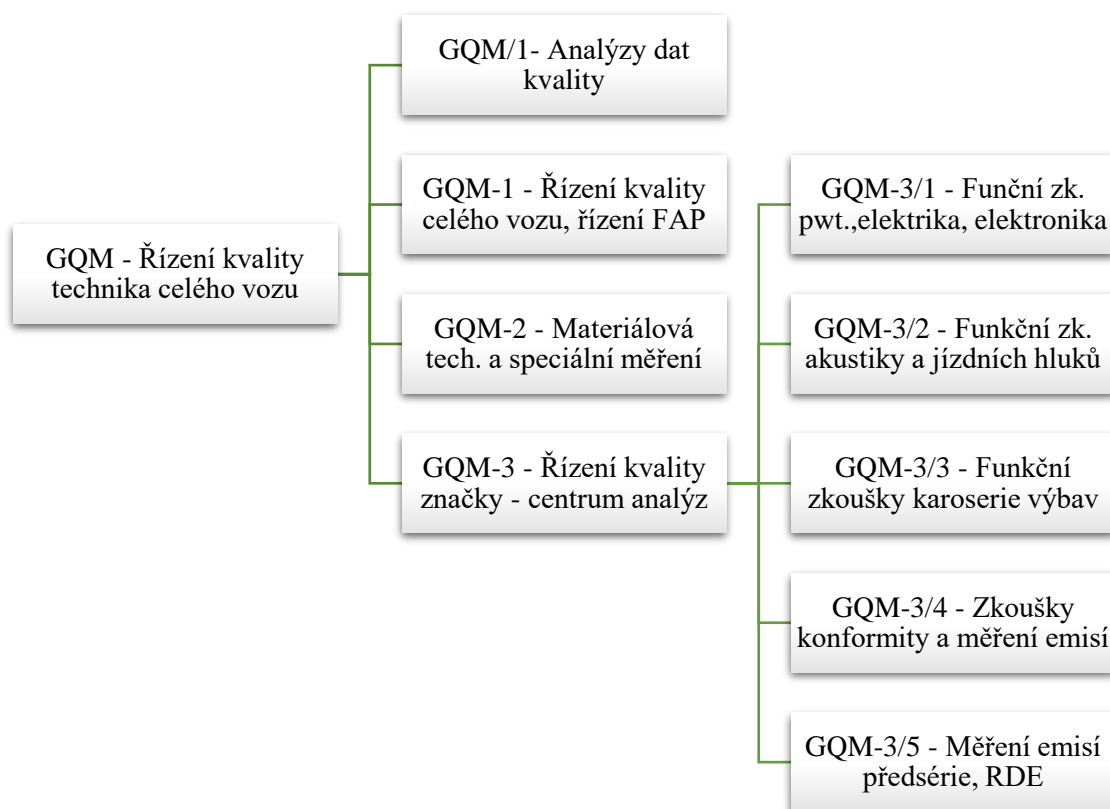 GQM - Řízení kvality
technika celého vozu
GQM/1- Analýzy dat
kvality
GQM-1 - Řízení kvality
celého vozu, řízení FAP
GQM-2 - Materiálová
tech. a speciální měření
GQM-3 - Řízení kvality
značky - centrum analýz
GQM-3/1 - Funční zk.
pwt.,elektrika, elektronika
GQM-3/2 - Funkční zk.
akustiky a jízdních hluků
GQM-3/3 - Funkční
zkoušky karoserie výbav
GQM-3/4 - Zkoušky
konformity a měření emisí
GQM-3/5 - Měření emisí
předsérie, RDE